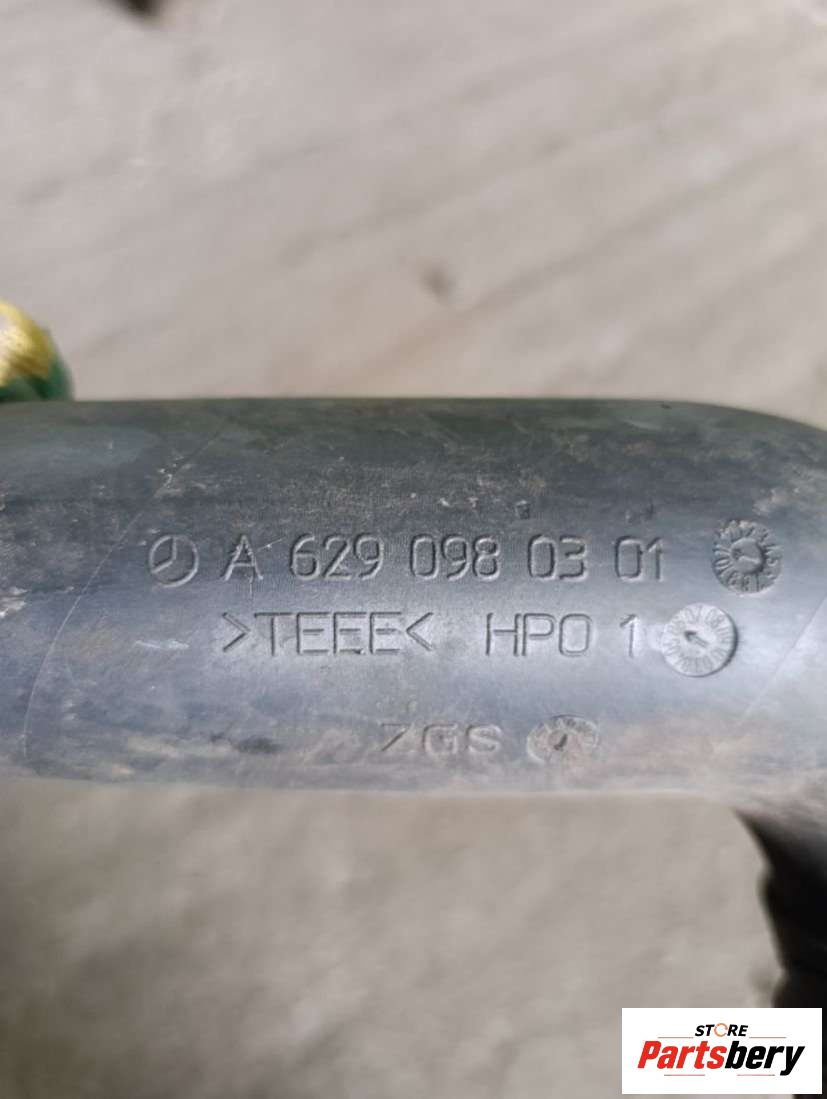 A 629 098 03 01
>TEEE< HPO 1
ZGS
STORE
Partsbery